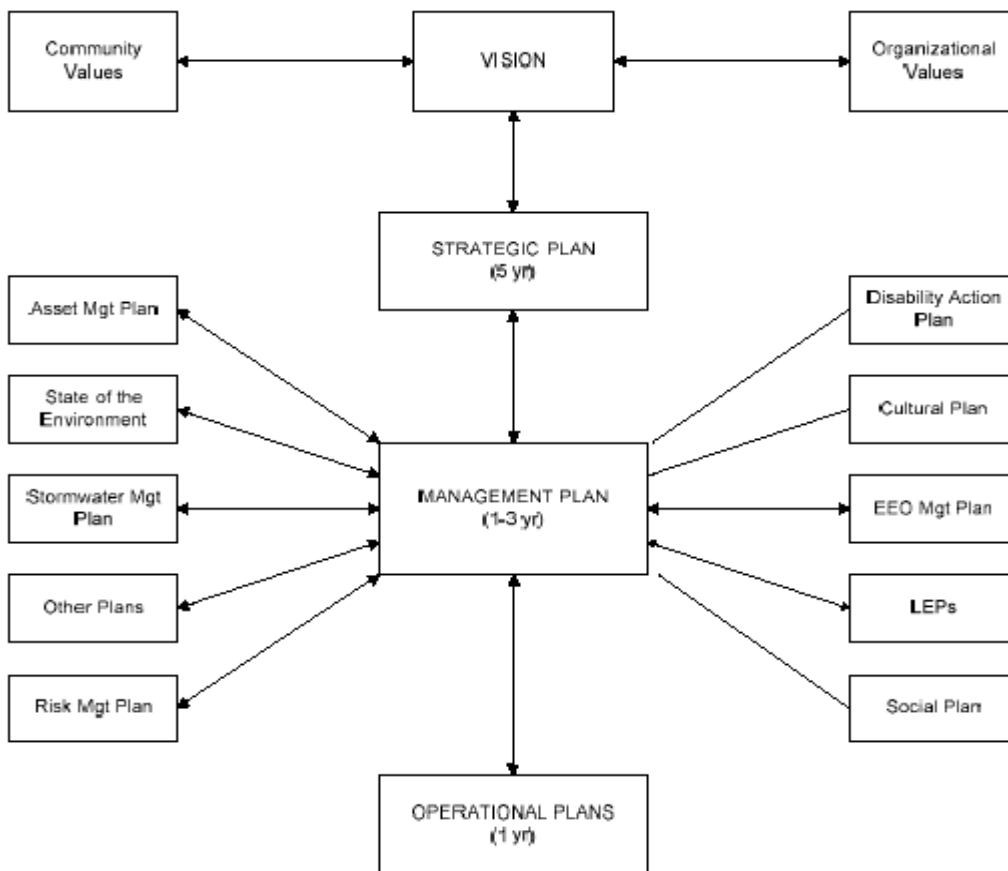 Community
Values
VISION
Organizational
Values
STRATEGIC PLAN
(5 yr)
Asset Mgt Plan
State of the
Environment
Stormwater Mgt
Plan
Other Plans
Risk Mgt Plan
MANAGEMENT PLAN
(1-3 yr)
Disability Action
Plan
Cultural Plan
EEO Mgt Plan
LEPs
Social Plan
OPERATIONAL PLANS
(1 yr)